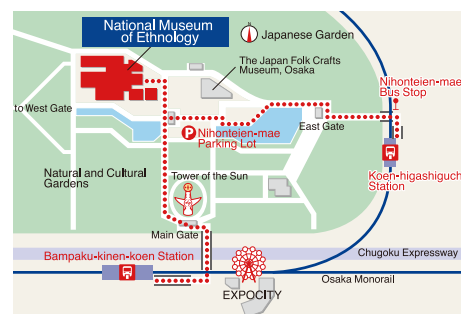 National Museum
of Ethnology
Japanese Garden
The Japan Folk Crafts
Museum, Osaka
Nihonteien-mae
Bus Stop
to West Gate
P
Nihonteien-mae
Parking Lot
East Gate
Koen-higashiguch
Station
Natural and Cultural
Gardens
Tower of the Sun
Main Gate
Bampaku-kinen-koen Station
Chugoku Expressway
Osaka Monorail
EXPOCITY